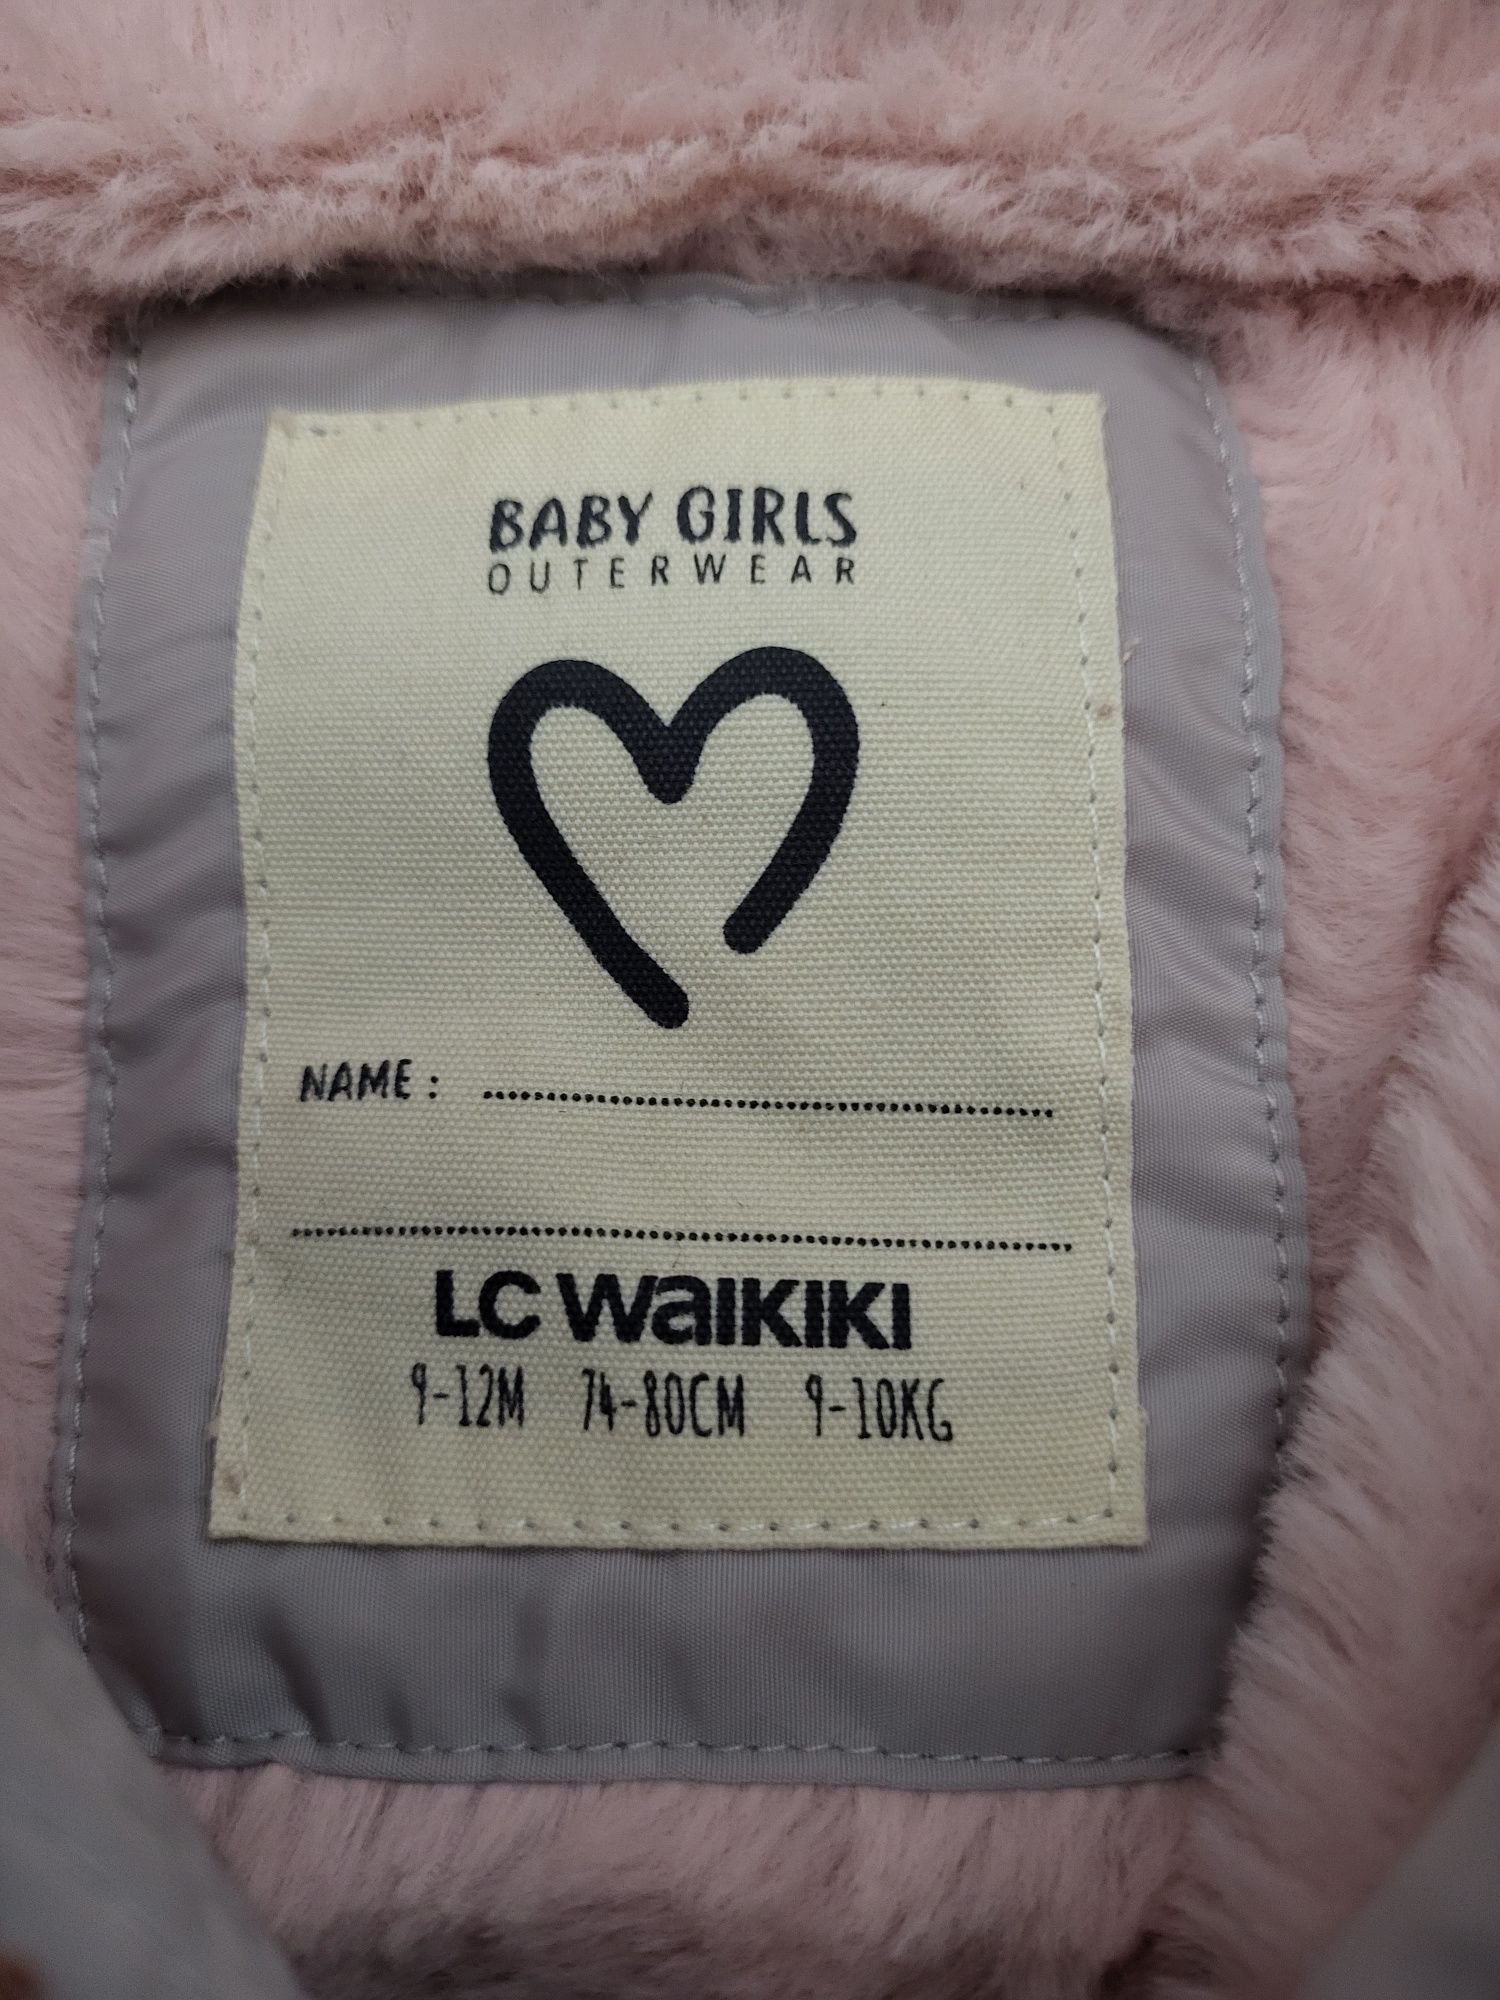 BABY GIRLS
OUTERWEAR
NAME: ................................................
..................................................................
LC WAIKIKI
9-12M 74-80CM 9-10KG